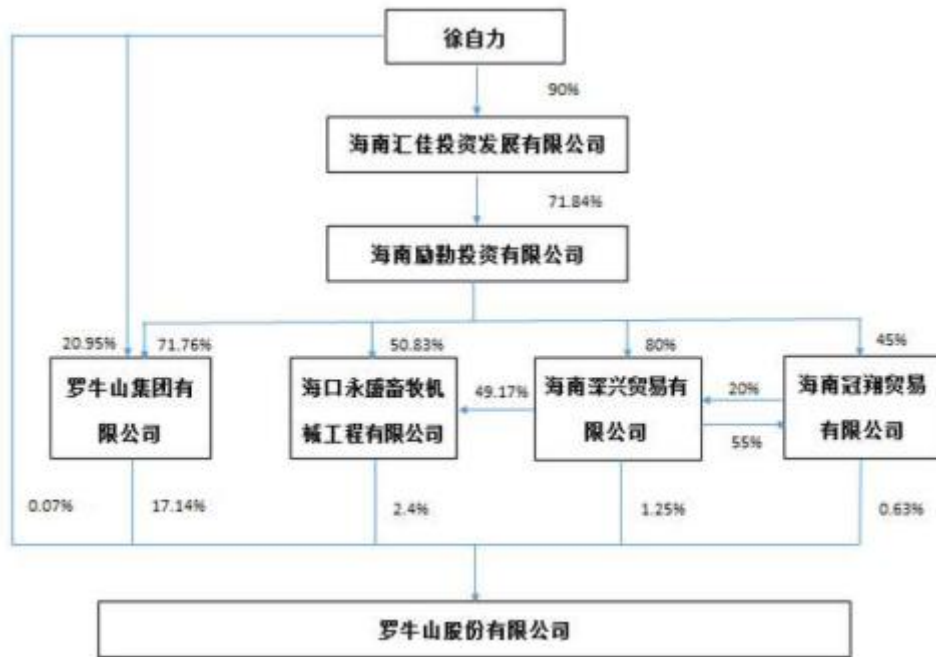 徐自力
90%
海南汇佳投资发展有限公司
71.84%
海南励勤投资有限公司
20.95%
71.76%
50.83%
80%
45%
罗牛山集团有
限公司
海口永盛畜牧机
械工程有限公司
49.17%
海南深兴贸易有
限公司
20%
55%
海南冠翔贸易
有限公司
0.07%
17.14%
2.4%
1.25%
0.63%
罗牛山股份有限公司